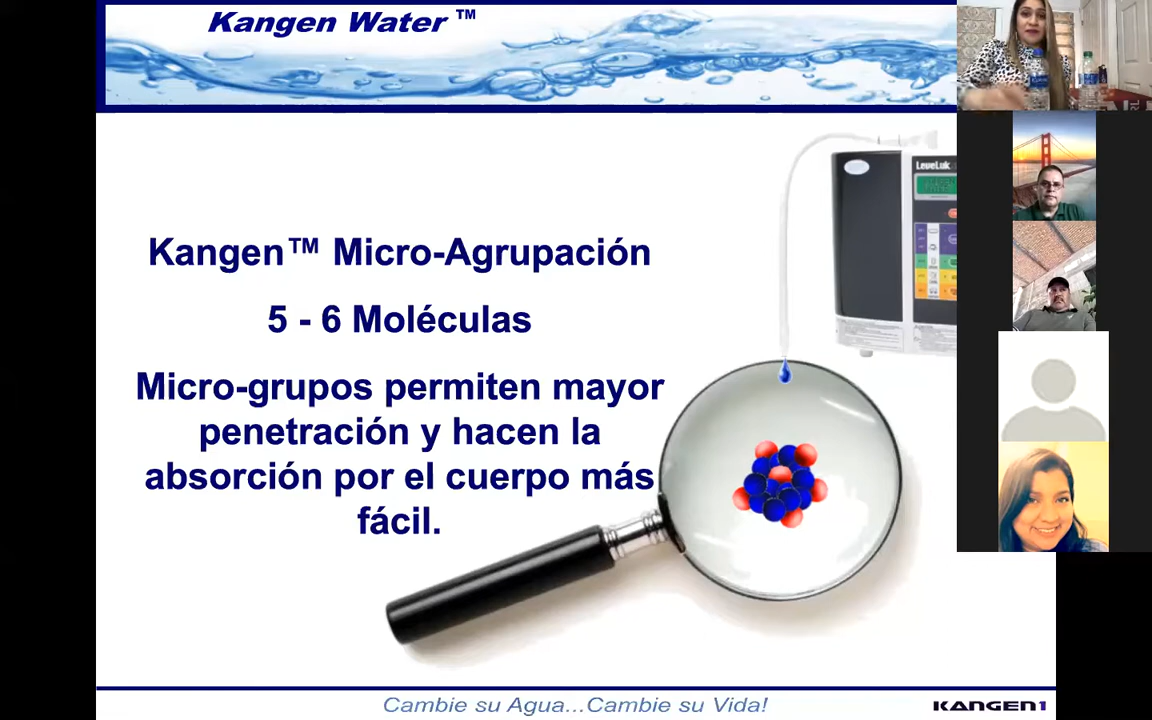 Kangen Water ™
LeveLuk
Kangen™ Micro-Agrupación
5 - 6 Moléculas
Micro-grupos permiten mayor
penetración y hacen la
absorción por el cuerpo más
fácil.
Cambie su Agua...Cambie su Vida!
KANGEN1